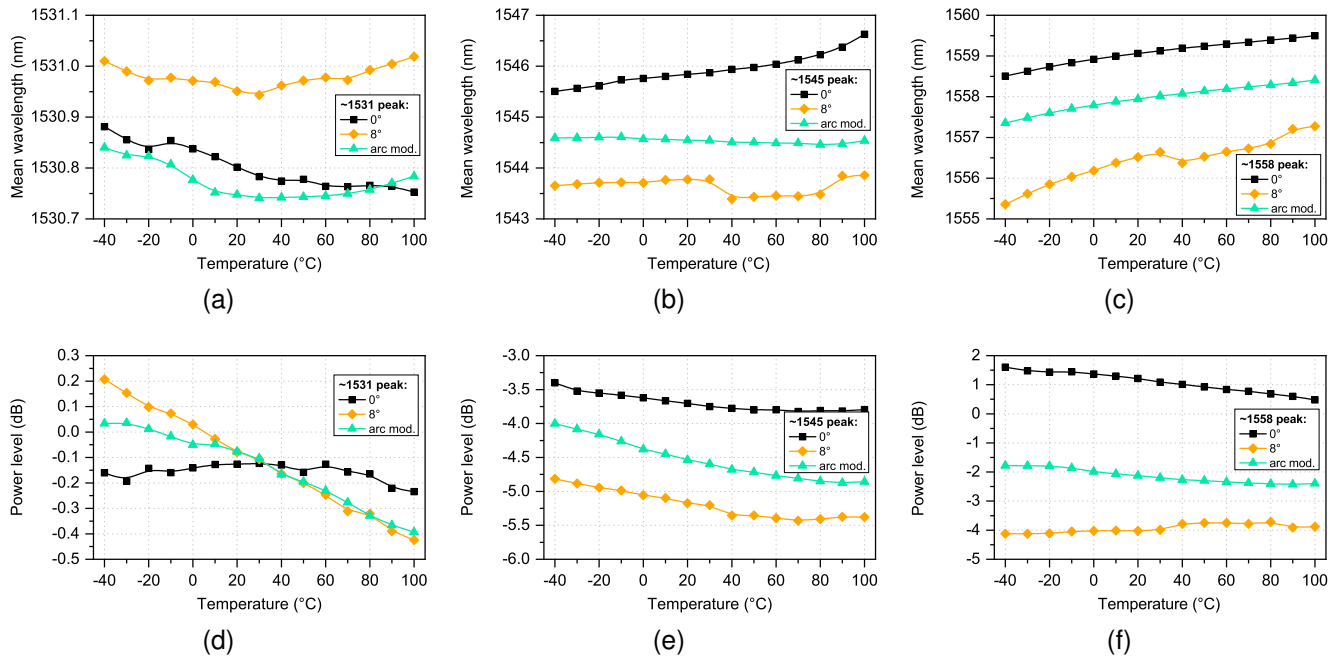 1531.1
1531.0
1530.9
1530.8
1530.7
Mean wavelength (nm)
~1531 peak:
0°
8°
arc mod.
-40 -20 0 20 40 60 80 100
Temperature (°C)
(a)
1547
1546
1545
1544
1543
Mean wavelength (nm)
~1545 peak:
0°
8°
arc mod.
-40 -20 0 20 40 60 80 100
Temperature (°C)
(b)
1560
1559
1558
1557
1556
1555
Mean wavelength (nm)
~1558 peak:
0°
8°
arc mod.
-40 -20 0 20 40 60 80 100
Temperature (°C)
(c)
0.3
0.2
0.1
0.0
-0.1
-0.2
-0.3
-0.4
-0.5
Power level (dB)
~1531 peak:
0°
8°
arc mod.
-40 -20 0 20 40 60 80 100
Temperature (°C)
(d)
-3.0
-3.5
-4.0
-4.5
-5.0
-5.5
-6.0
Power level (dB)
~1545 peak:
0°
8°
arc mod.
-40 -20 0 20 40 60 80 100
Temperature (°C)
(e)
2
1
0
-1
-2
-3
-4
-5
Power level (dB)
~1558 peak:
0°
8°
arc mod.
-40 -20 0 20 40 60 80 100
Temperature (°C)
(f)